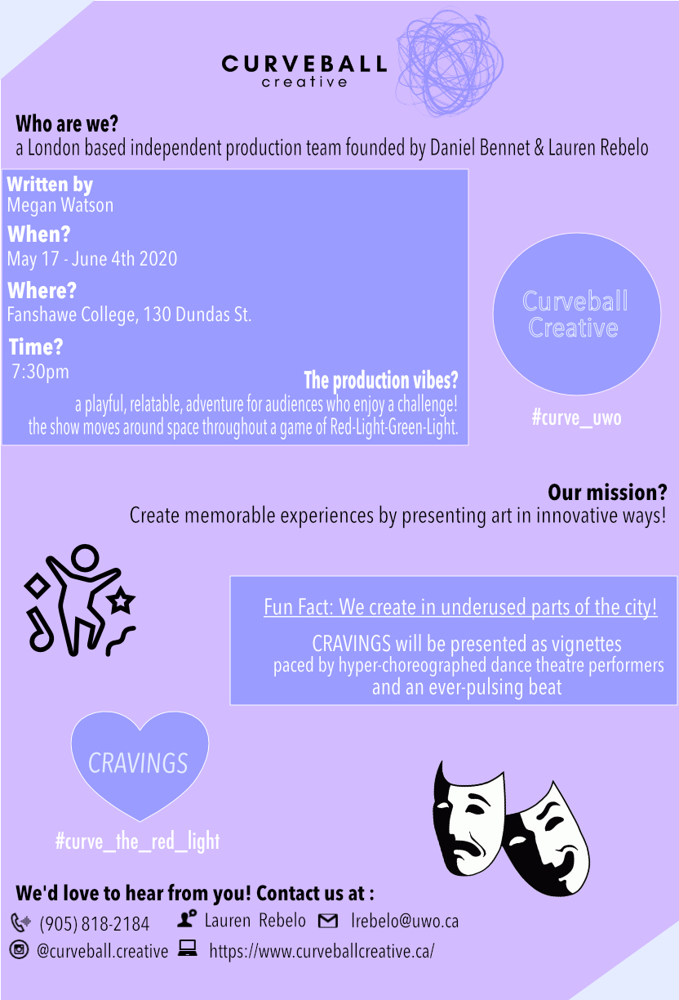 CURVEBALL
creative
Who are we?
a London based independent production team founded by Daniel Bennet & Lauren Rebelo
Written by
Megan Watson
When?
May 17 - June 4th 2020
Where?
Fanshawe College, 130 Dundas St.
Time?
7:30pm
The production vibes?
a playful, relatable, adventure for audiences who enjoy a challenge!
the show moves around space throughout a game of Red-Light-Green-Light.
Curveball
Creative
#curve_uwo
Our mission?
Create memorable experiences by presenting art in innovative ways!
Fun Fact: We create in underused parts of the city!
CRAVINGS will be presented as vignettes
paced by hyper-choreographed dance theatre performers
and an ever-pulsing beat
CRAVINGS
#curve_the_red_light
We'd love to hear from you! Contact us at :
(905) 818-2184 Lauren Rebelo lrebelo@uwo.ca
@curveball.creative https://www.curveballcreative.ca/